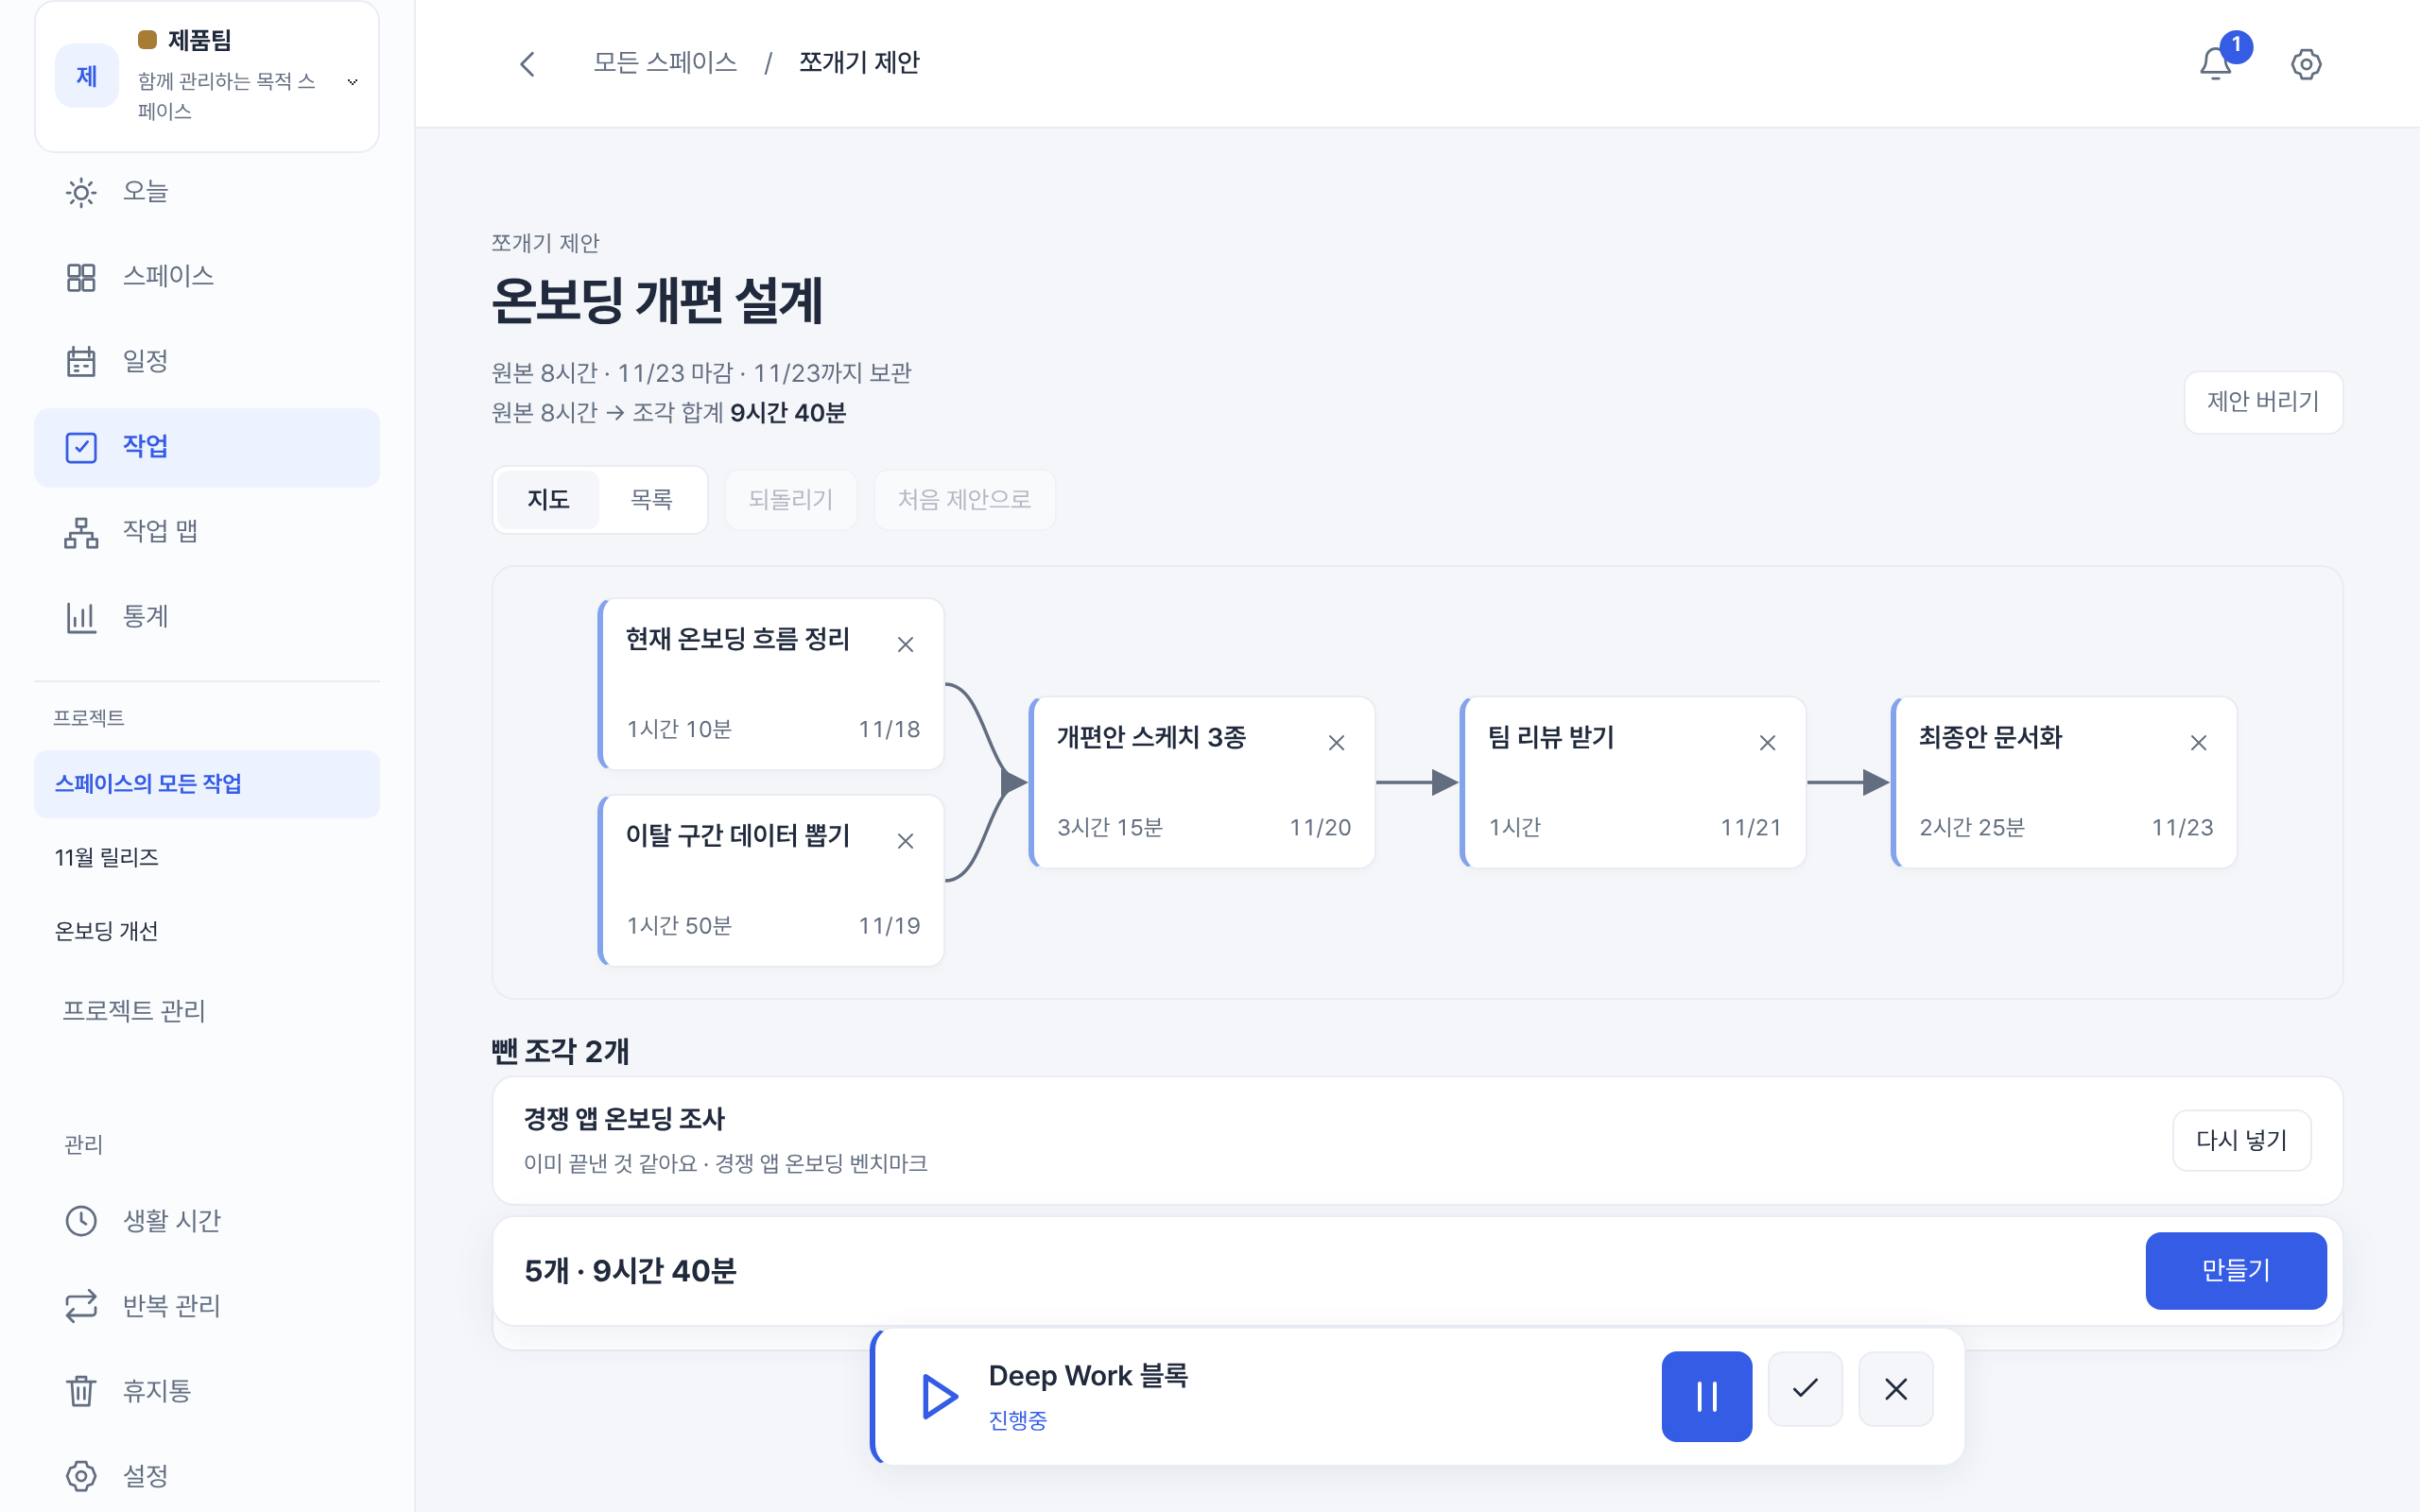 제
제품팀
함께 관리하는 목적 스
페이스
오늘
스페이스
일정
작업
작업 맵
통계
프로젝트
스페이스의 모든 작업
11월 릴리즈
온보딩 개선
프로젝트 관리
관리
생활 시간
반복 관리
휴지통
설정
모든 스페이스 / 쪼개기 제안
1
쪼개기 제안
온보딩 개편 설계
원본 8시간 · 11/23 마감 · 11/23까지 보관
원본 8시간 → 조각 합계 9시간 40분
제안 버리기
지도 목록 되돌리기 처음 제안으로
현재 온보딩 흐름 정리
1시간 10분 11/18
이탈 구간 데이터 뽑기
1시간 50분 11/19
개편안 스케치 3종
3시간 15분 11/20
팀 리뷰 받기
1시간 11/21
최종안 문서화
2시간 25분 11/23
뺀 조각 2개
경쟁 앱 온보딩 조사
이미 끝낸 것 같아요 · 경쟁 앱 온보딩 벤치마크
다시 넣기
5개 · 9시간 40분
만들기
Deep Work 블록
진행중